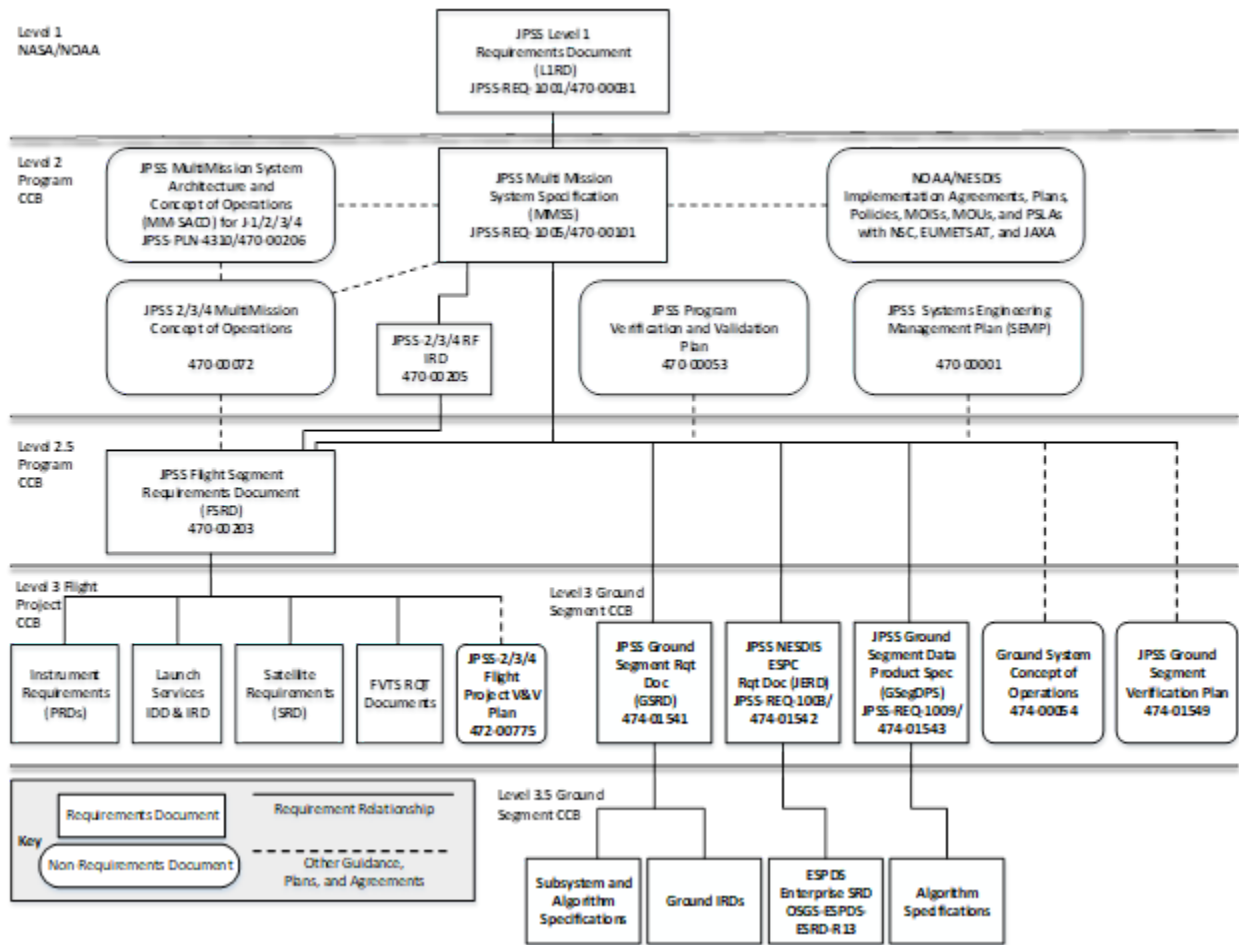 Level 1
NASA/NOAA
JPSS Level 1
Requirements Document
(L1RD)
JPSS-REQ-1001/470-00031
Level 2
Program
CCB
JPSS MultiMission System
Architecture and
Concept of Operations
(MM-SACO) for J-1/2/3/4
JPSS-PLN-4310/470-00206
JPSS Multi Mission
System Specification
(MMSS)
JPSS-REQ-1005/470-00101
NOAA/NESDIS
Implementation Agreements, Plans,
Policies, MOISs, MOUs, and PSLAs
with NSC, EUMETSAT, and JAXA
JPSS 2/3/4 MultiMission
Concept of Operations
470-00072
JPSS-2/3/4 RF
IRD
470-00205
JPSS Program
Verification and Validation
Plan
470-00053
JPSS Systems Engineering
Management Plan (SEMP)
470-00001
Level 2.5
Program
CCB
JPSS Flight Segment
Requirements Document
(FSRD)
470-00203
Level 3 Flight
Project
CCB
Level 3 Ground
Segment CCB
Instrument
Requirements
(PRDs)
Launch
Services
IDD & IRD
Satellite
Requirements
(SRD)
FVTS RQT
Documents
JPSS-2/3/4
Flight
Project V&V
Plan
472-00775
JPSS Ground
Segment Rqt
Doc
(GSRD)
474-01541
JPSS NESDIS
ESPC
Rqt Doc (JERD)
JPSS-REQ-1003/
474-01542
JPSS Ground
Segment Data
Product Spec
(GSegDPS)
JPSS-REQ-1009/
474-01543
Ground System
Concept of
Operations
474-00054
JPSS Ground
Segment
Verification Plan
474-01549
Level 3.5 Ground
Segment CCB
Key
Requirements Document
Requirement Relationship
Non-Requirements Document
Other Guidance,
Plans, and Agreements
Subsystem and
Algorithm
Specifications
Ground IRDs
ESPDS
Enterprise SRD
OSGS-ESPDS-
ESRD-R13
Algorithm
Specifications